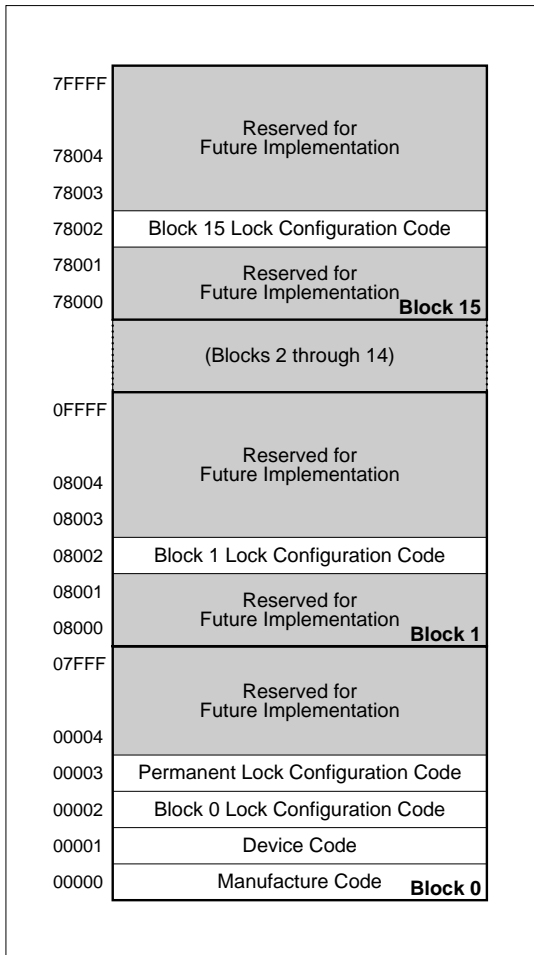 7FFFF
Reserved for
Future Implementation
78004
78003
78002 Block 15 Lock Configuration Code
78001
Reserved for
Future Implementation
78000
Block 15
(Blocks 2 through 14)
0FFFF
Reserved for
Future Implementation
08004
08003
08002 Block 1 Lock Configuration Code
08001
Reserved for
Future Implementation
08000
Block 1
07FFF
Reserved for
Future Implementation
00004
00003 Permanent Lock Configuration Code
00002 Block 0 Lock Configuration Code
00001 Device Code
00000 Manufacture Code Block 0